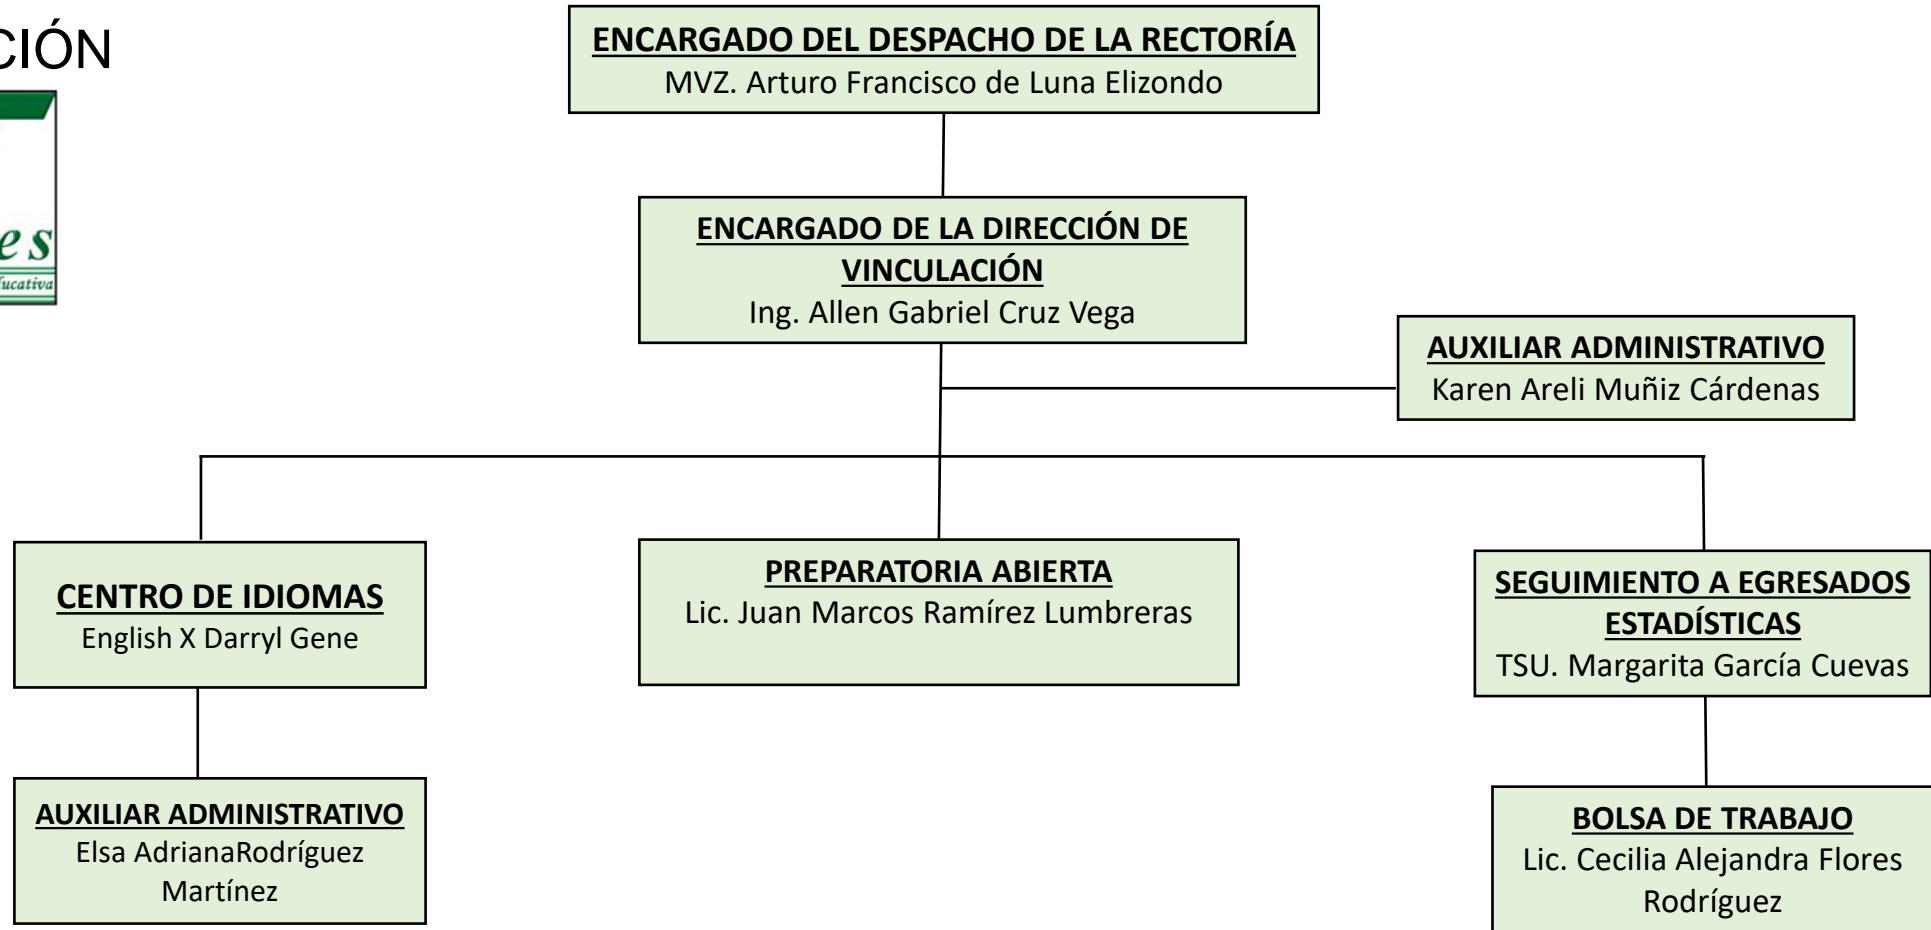 CIÓN
es
ENCARGADO DEL DESPACHO DE LA RECTORÍA
MVZ. Arturo Francisco de Luna Elizondo
ENCARGADO DE LA DIRECCIÓN DE
VINCULACIÓN
Ing. Allen Gabriel Cruz Vega
AUXILIAR ADMINISTRATIVO
Karen Areli Muñiz Cárdenas
CENTRO DE IDIOMAS
English X Darryl Gene
PREPARATORIA ABIERTA
Lic. Juan Marcos Ramírez Lumbreras
SEGUIMIENTO A EGRESADOS
ESTADÍSTICAS
TSU. Margarita García Cuevas
AUXILIAR ADMINISTRATIVO
Elsa AdrianaRodríguez
Martínez
BOLSA DE TRABAJO
Lic. Cecilia Alejandra Flores
Rodríguez